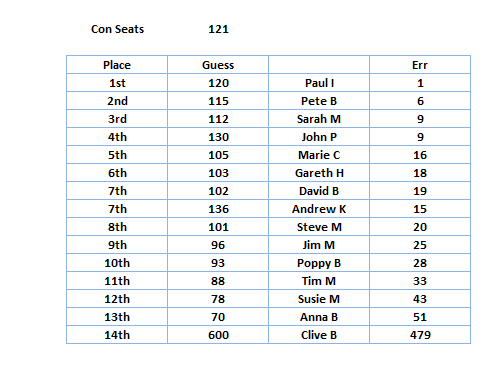 Con Seats 121
Place Guess Err
1st 120 Paul I 1
2nd 115 Pete B 6
3rd 112 Sarah M 9
4th 130 John P 9
5th 105 Marie C 16
6th 103 Gareth H 18
7th 102 David B 19
7th 136 Andrew K 15
8th 101 Steve M 20
9th 96 Jim M 25
10th 93 Poppy B 28
11th 88 Tim M 33
12th 78 Susie M 43
13th 70 Anna B 51
14th 600 Clive B 479